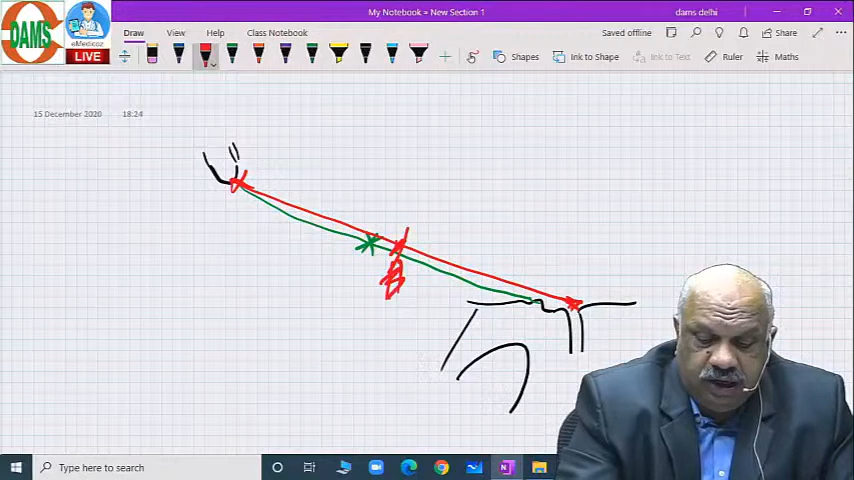 My Notebook » New Section 1
dams delhi
DAMS
eMedicoz
LIVE
Draw
View
Help
Class Notebook
Saved offline
Share
Shapes
Ink to Shape
Ink to Text
Ruler
Maths
15 December 2020
18:24
Type here to search